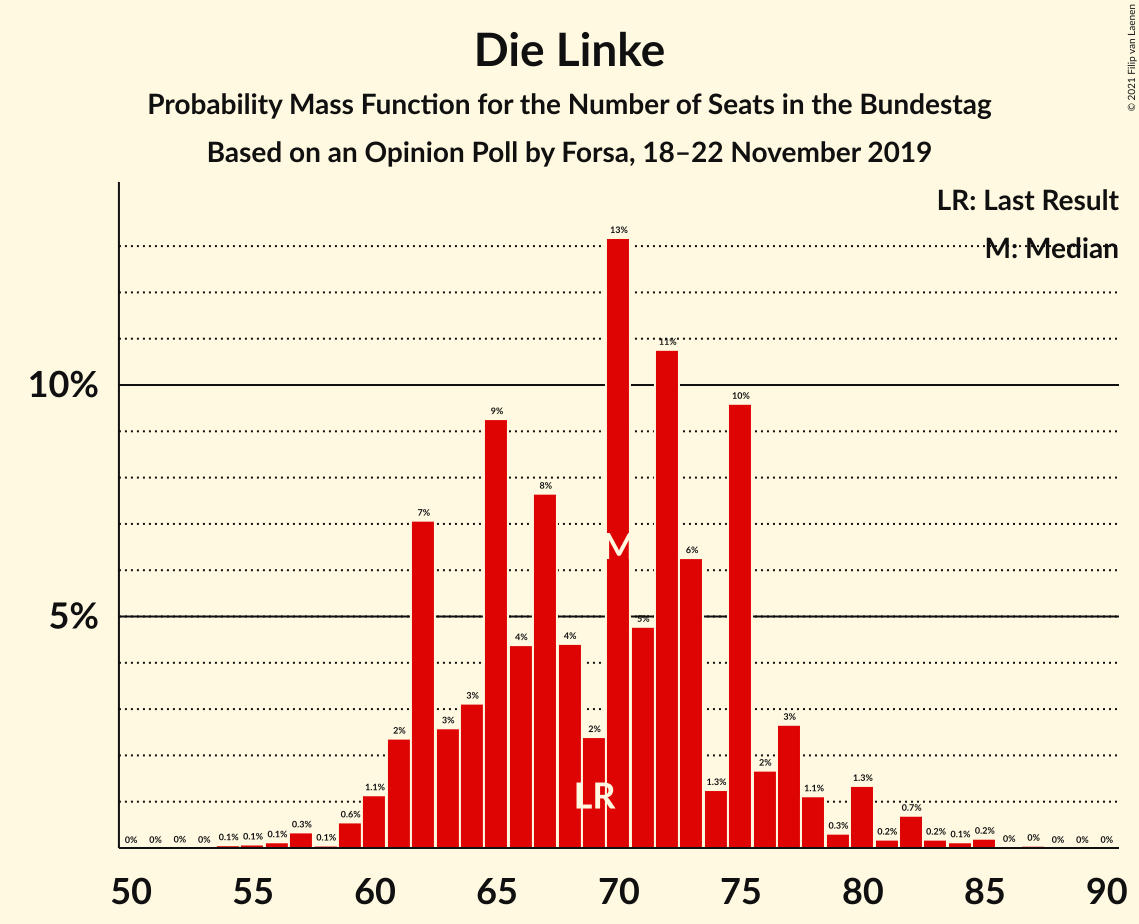 Die Linke
Probability Mass Function for the Number of Seats in the Bundestag
Based on an Opinion Poll by Forsa, 18–22 November 2019
© 2021 Filip van Laenen
LR: Last Result
M: Median
13%
11%
10%
10%
9%
8%
7%
M
6%
5%
5%
4%
4%
4%
3%
3%
3%
2%
2%
2%
LR
1.3%
1.3%
1.1%
1.1%
0.7%
0.6%
0.3%
0.3%
0% 0% 0% 0% 0.1% 0.1% 0.1% 0.1% 0.2% 0.2% 0.1% 0.2% 0% 0% 0% 0% 0%
50 55 60 65 70 75 80 85 90